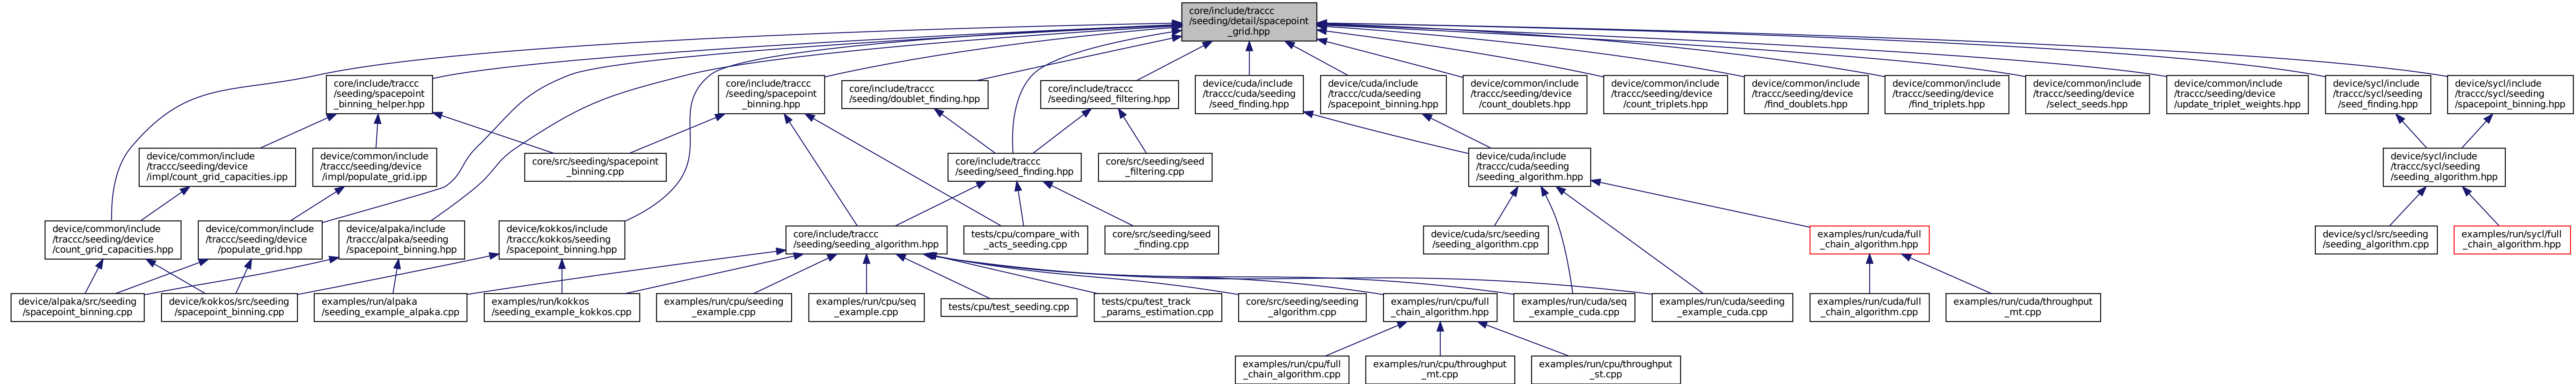 core/include/traccc
/seeding/detail/spacepoint
_grid.hpp
core/include/traccc
/seeding/spacepoint
_binning_helper.hpp
core/include/traccc
/seeding/spacepoint
_binning.hpp
core/include/traccc
/seeding/doublet_finding.hpp
core/include/traccc
/seeding/seed_filtering.hpp
device/cuda/include
/traccc/cuda/seeding
/seed_finding.hpp
device/cuda/include
/traccc/cuda/seeding
/spacepoint_binning.hpp
device/common/include
/traccc/seeding/device
/count_doublets.hpp
device/common/include
/traccc/seeding/device
/count_triplets.hpp
device/common/include
/traccc/seeding/device
/find_doublets.hpp
device/common/include
/traccc/seeding/device
/find_triplets.hpp
device/common/include
/traccc/seeding/device
/select_seeds.hpp
device/common/include
/traccc/seeding/device
/update_triplet_weights.hpp
device/sycl/include
/traccc/sycl/seeding
/seed_finding.hpp
device/sycl/include
/traccc/sycl/seeding
/spacepoint_binning.hpp
device/common/include
/traccc/seeding/device
/impl/count_grid_capacities.ipp
device/common/include
/traccc/seeding/device
/impl/populate_grid.ipp
core/src/seeding/spacepoint
_binning.cpp
core/include/traccc
/seeding/seed_finding.hpp
core/src/seeding/seed
_filtering.cpp
device/cuda/include
/traccc/cuda/seeding
/seeding_algorithm.hpp
device/sycl/include
/traccc/sycl/seeding
/seeding_algorithm.hpp
device/common/include
/traccc/seeding/device
/count_grid_capacities.hpp
device/common/include
/traccc/seeding/device
/populate_grid.hpp
device/alpaka/include
/traccc/alpaka/seeding
/spacepoint_binning.hpp
device/kokkos/include
/traccc/kokkos/seeding
/spacepoint_binning.hpp
core/include/traccc
/seeding/seeding_algorithm.hpp
tests/cpu/compare_with
_acts_seeding.cpp
core/src/seeding/seed
_finding.cpp
device/cuda/src/seeding
/seeding_algorithm.cpp
examples/run/cuda/full
_chain_algorithm.hpp
device/sycl/src/seeding
/seeding_algorithm.cpp
examples/run/sycl/full
_chain_algorithm.hpp
device/alpaka/src/seeding
/spacepoint_binning.cpp
device/kokkos/src/seeding
/spacepoint_binning.cpp
examples/run/alpaka
/seeding_example_alpaka.cpp
examples/run/kokkos
/seeding_example_kokkos.cpp
examples/run/cpu/seeding
_example.cpp
examples/run/cpu/seq
_example.cpp
tests/cpu/test_seeding.cpp
tests/cpu/test_track
_params_estimation.cpp
core/src/seeding/seeding
_algorithm.cpp
examples/run/cpu/full
_chain_algorithm.hpp
examples/run/cuda/seq
_example_cuda.cpp
examples/run/cuda/seeding
_example_cuda.cpp
examples/run/cuda/full
_chain_algorithm.cpp
examples/run/cuda/throughput
_mt.cpp
examples/run/cpu/full
_chain_algorithm.cpp
examples/run/cpu/throughput
_mt.cpp
examples/run/cpu/throughput
_st.cpp